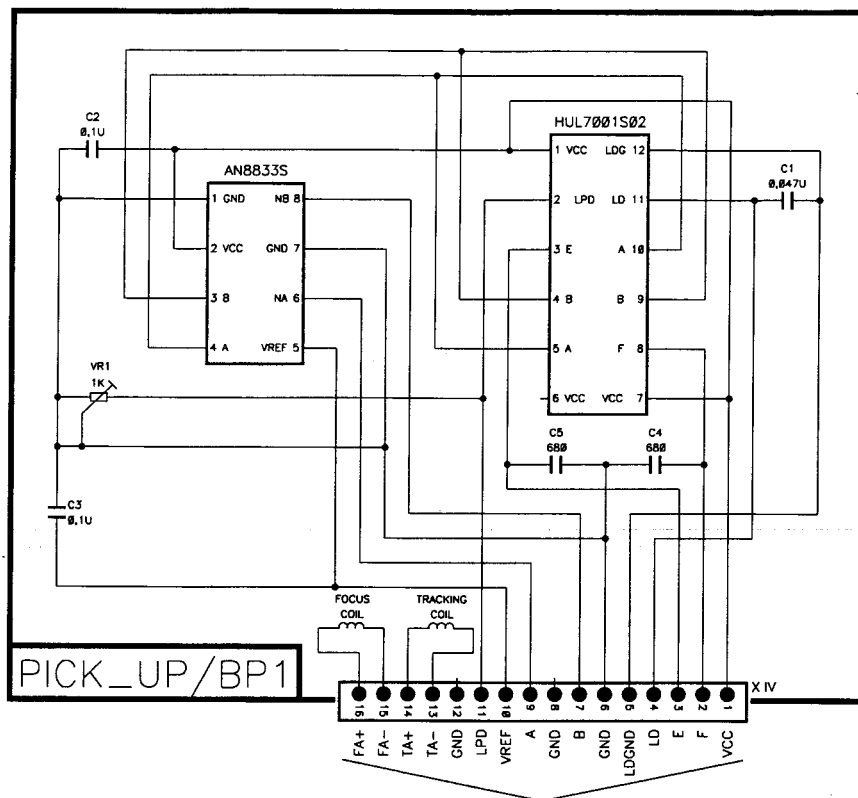 C2
0,1U
AN8833S
1 GND NB 8
2 VCC GND 7
3 B NA 6
4 A VREF 5
HUL7001S02
1 VCC LDG 12
2 LPD LD 11
3 E A 10
4 B B 9
5 A F 8
6 VCC VCC 7
C1
0,047U
VR1
1K
C5
680
C4
680
C3
0,1U
FOCUS
COIL
TRACKING
COIL
PICK_UP/BP1
X IV
16 15 14 13 12 11 10 9 8 7 6 5 4 3 2 1
FA+
FA-
TA+
TA-
GND
LPD
VREF
A
GND
B
GND
LDGND
LD
E
F
VCC